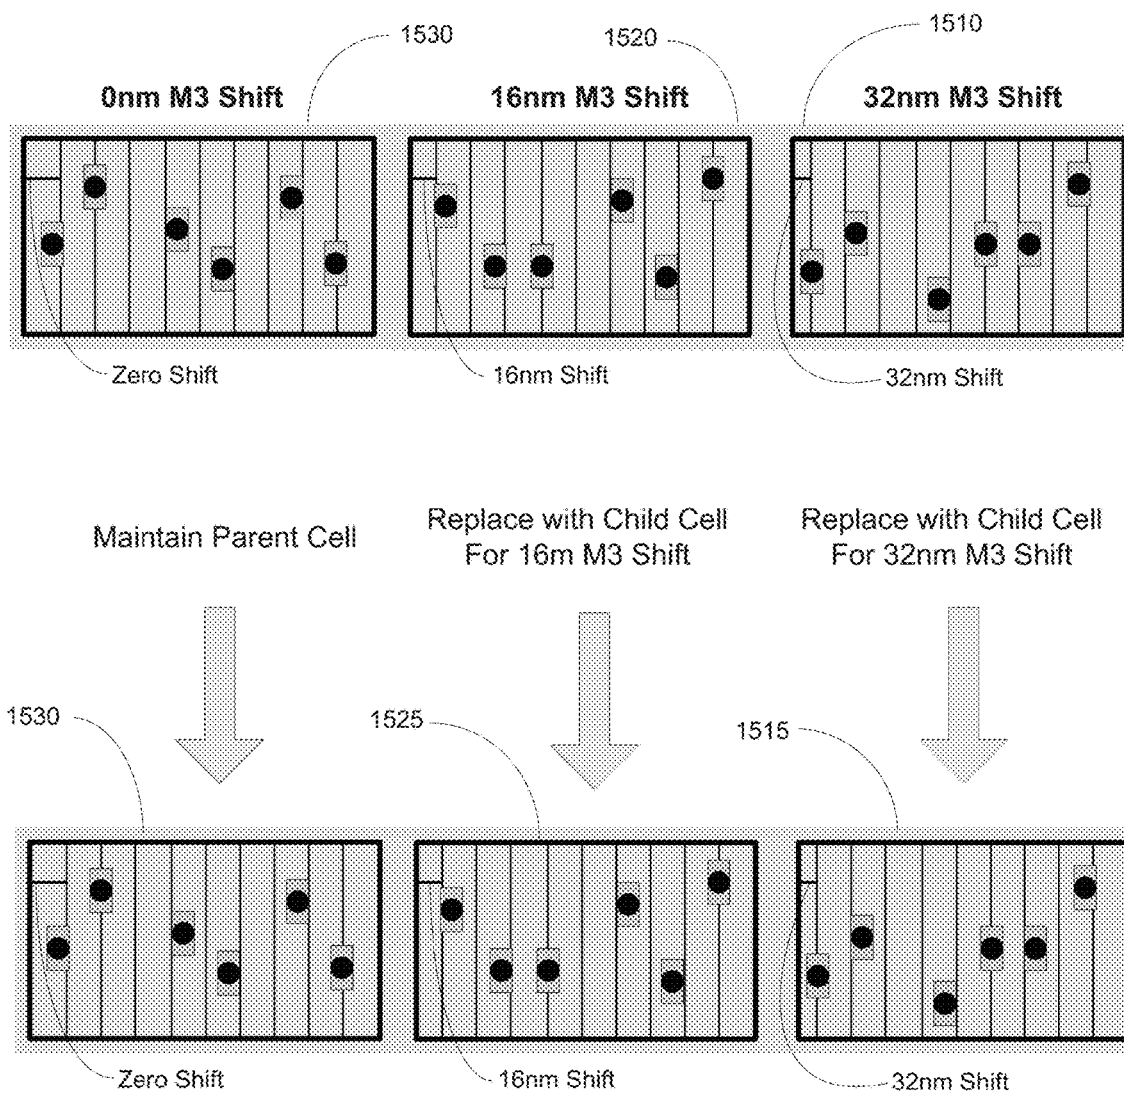 1530
1520
1510
0nm M3 Shift
16nm M3 Shift
32nm M3 Shift
Zero Shift
16nm Shift
32nm Shift
Maintain Parent Cell
Replace with Child Cell
For 16m M3 Shift
Replace with Child Cell
For 32nm M3 Shift
1530
1525
1515
Zero Shift
16nm Shift
32nm Shift